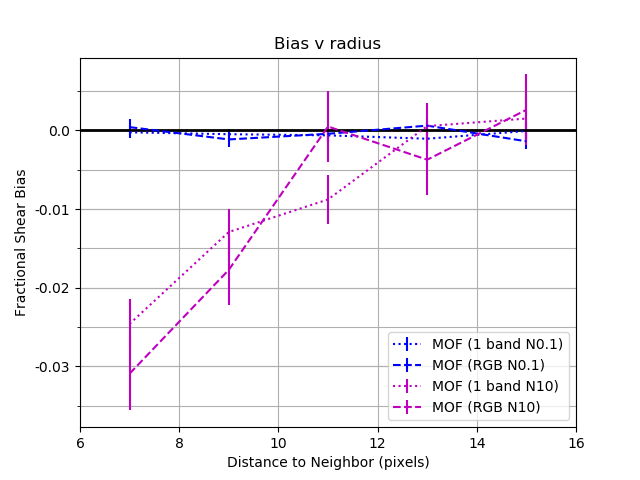 Bias v radius
Fractional Shear Bias
0.0
-0.01
-0.02
-0.03
MOF (1 band N0.1)
MOF (RGB N0.1)
MOF (1 band N10)
MOF (RGB N10)
6 8 10 12 14 16
Distance to Neighbor (pixels)